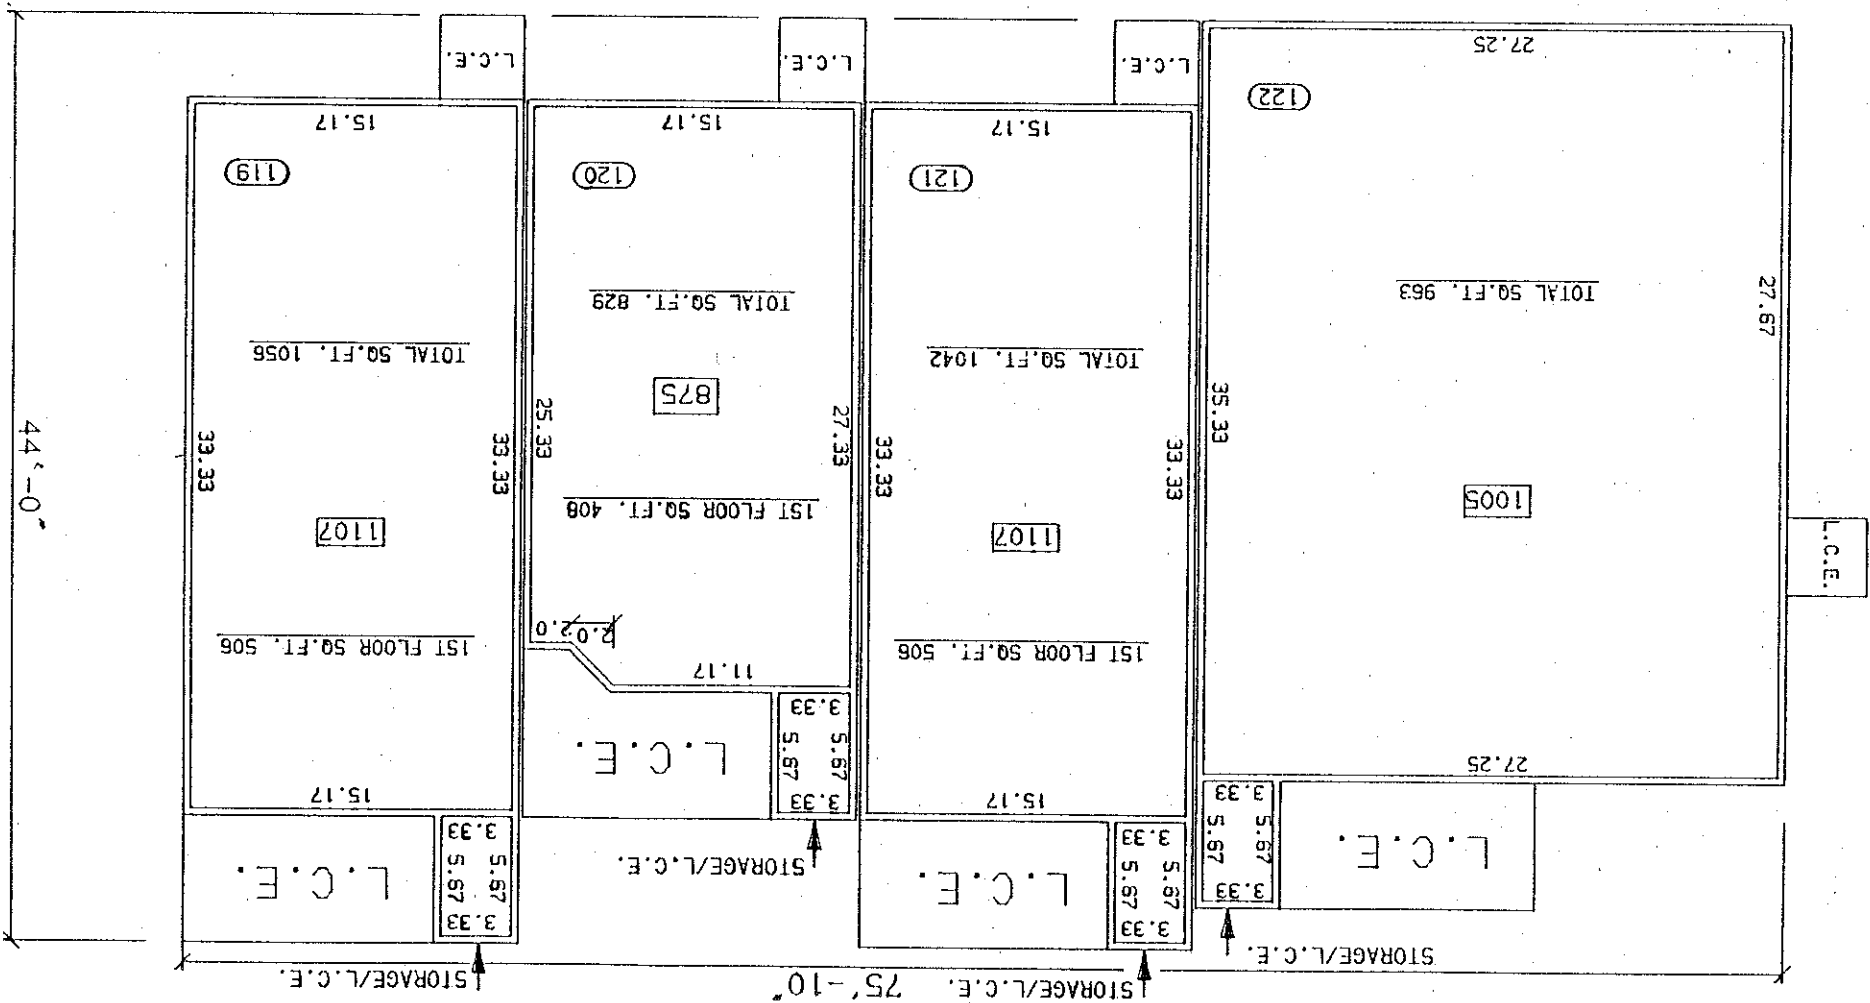 STORAGE/L.C.E. 75'-10"
STORAGE/L.C.E.
STORAGE/L.C.E.
STORAGE/L.C.E.
L.C.E.
3.33
5.67 5.67
3.33
27.25
L.C.E.
1005
35.33
27.67
TOTAL SQ.FT. 963
122
27.25
3.33
5.67 5.67
3.33
L.C.E.
15.17
1ST FLOOR SQ.FT. 506
1107
33.33
33.33
TOTAL SQ.FT. 1042
121
15.17
L.C.E.
3.33
5.67 5.67
3.33
L.C.E.
11.17
2.0
2.0
1ST FLOOR SQ.FT. 408
27.33
25.33
875
TOTAL SQ.FT. 829
120
15.17
L.C.E.
3.33
5.67 5.67
3.33
L.C.E.
15.17
1ST FLOOR SQ.FT. 506
1107
33.33
33.33
TOTAL SQ.FT. 1056
119
15.17
L.C.E.
44'-0"